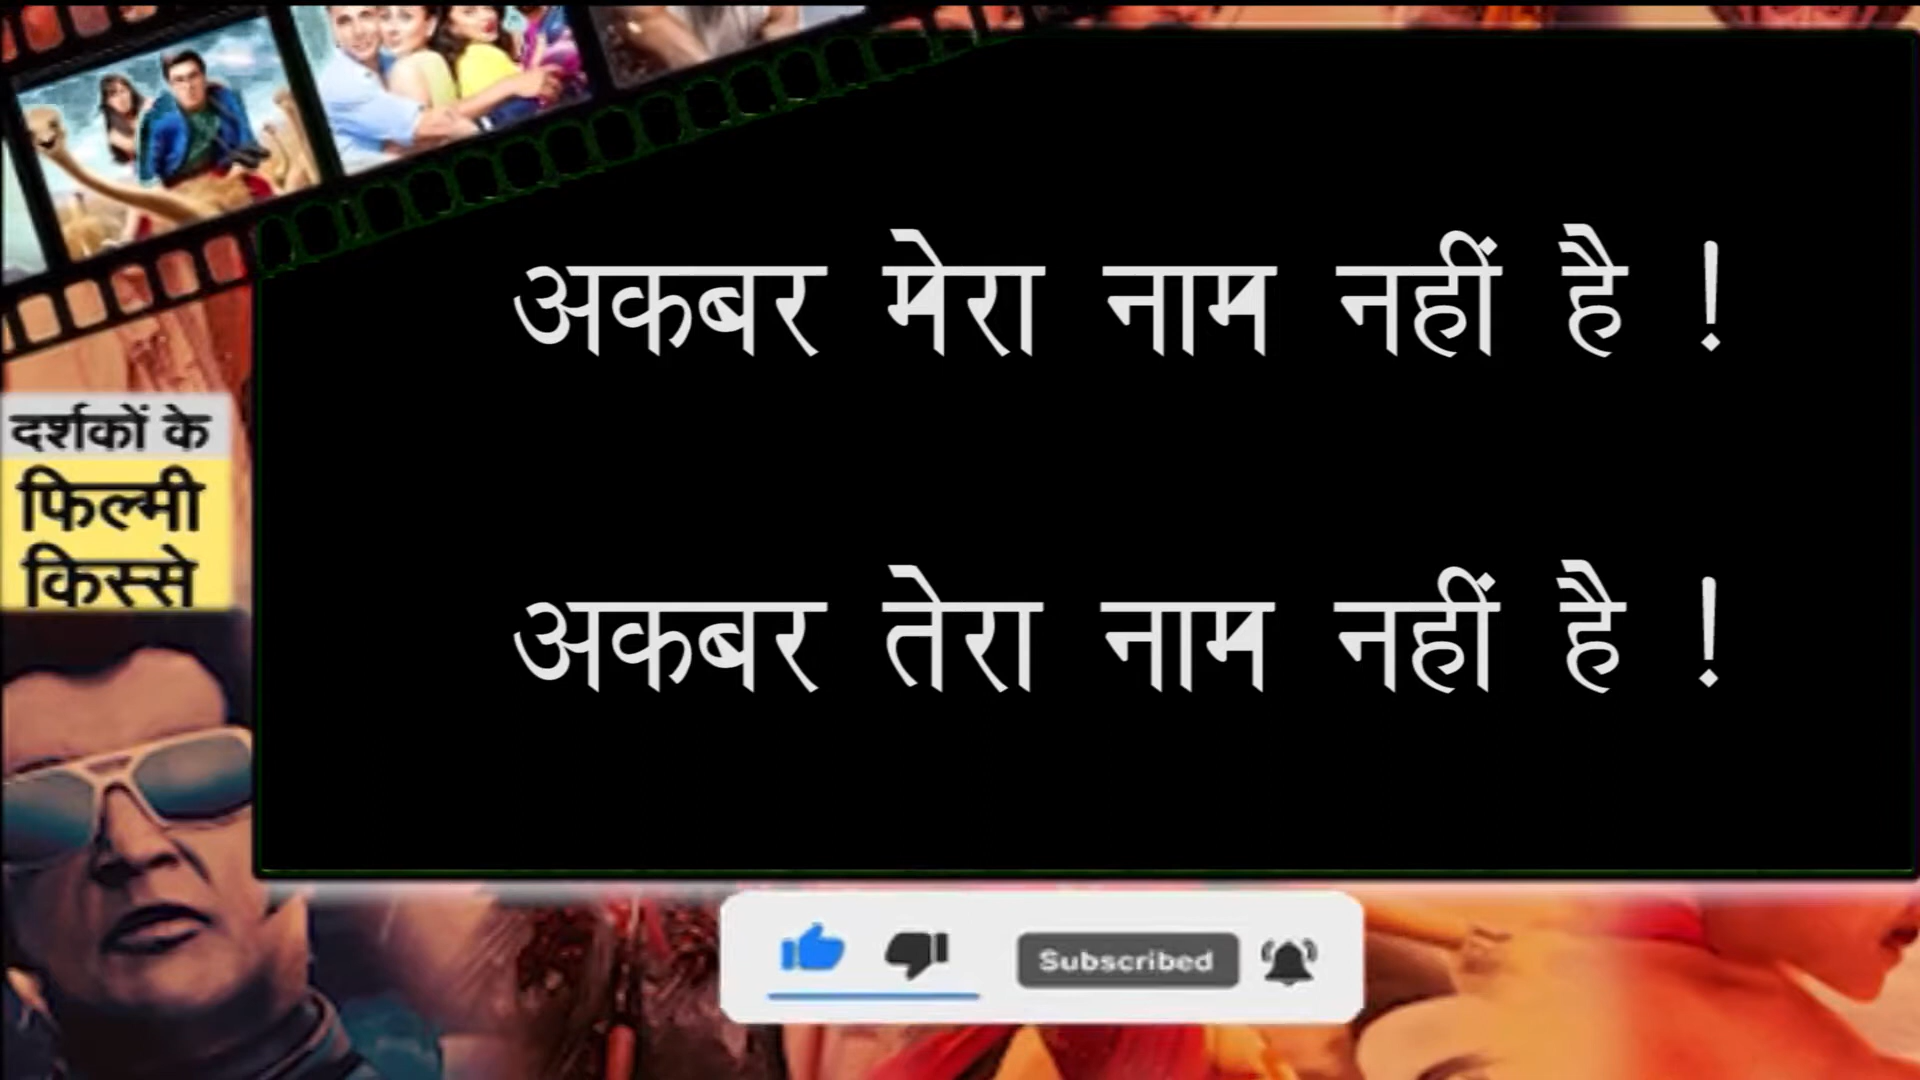 अकबर मेरा नाम नहीं है !
दर्शकों के
फिल्मी
किस्से
अकबर तेरा नाम नहीं है !
Subscribed